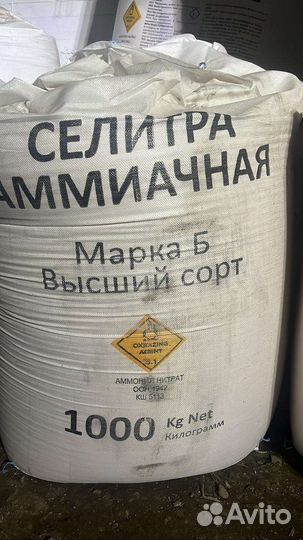 СЕЛИТРА
АММИАЧНАЯ
Марка Б
Высший сорт
OXIDIZING
AGENT
5.1
АММОНИЯ НИТРАТ
ООН 1942
КШ 5113
1000 Kg Net
Килограмм
Avito